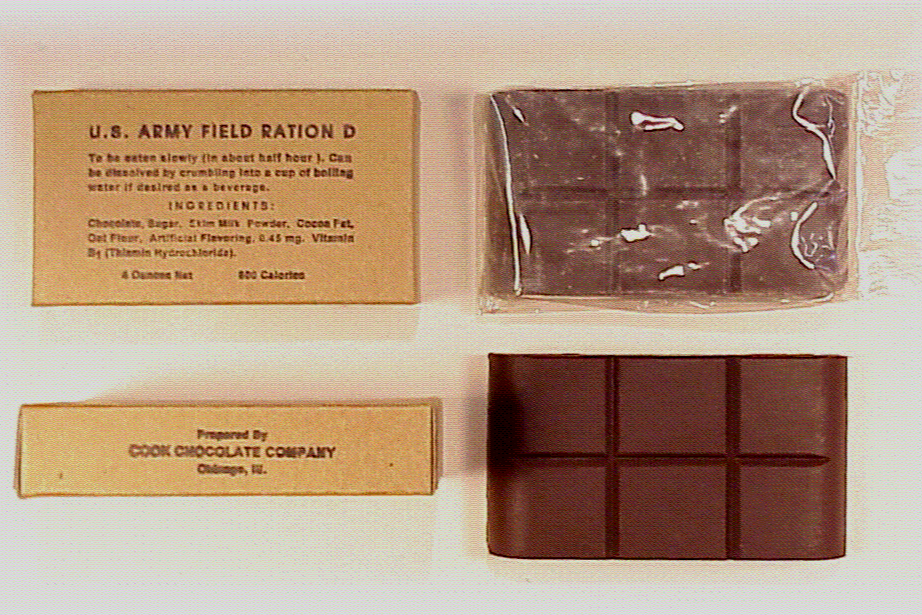 U.S. ARMY FIELD RATION D
To be eaten slowly (in about half hour ). Can
be dissolved by crumbling into a cup of boiling
water if desired as a beverage.
INGREDIENTS:
Chocolate, Sugar, Skim Milk Powder, Cocoa Fat,
Oat Flour, Artificial Flavoring, 0.45 mg. Vitamin
B₁ (Thiamin Hydrochloride).
4 Ounces Net 600 Calories
Prepared By
COOK CHOCOLATE COMPANY
Chicago, Ill.